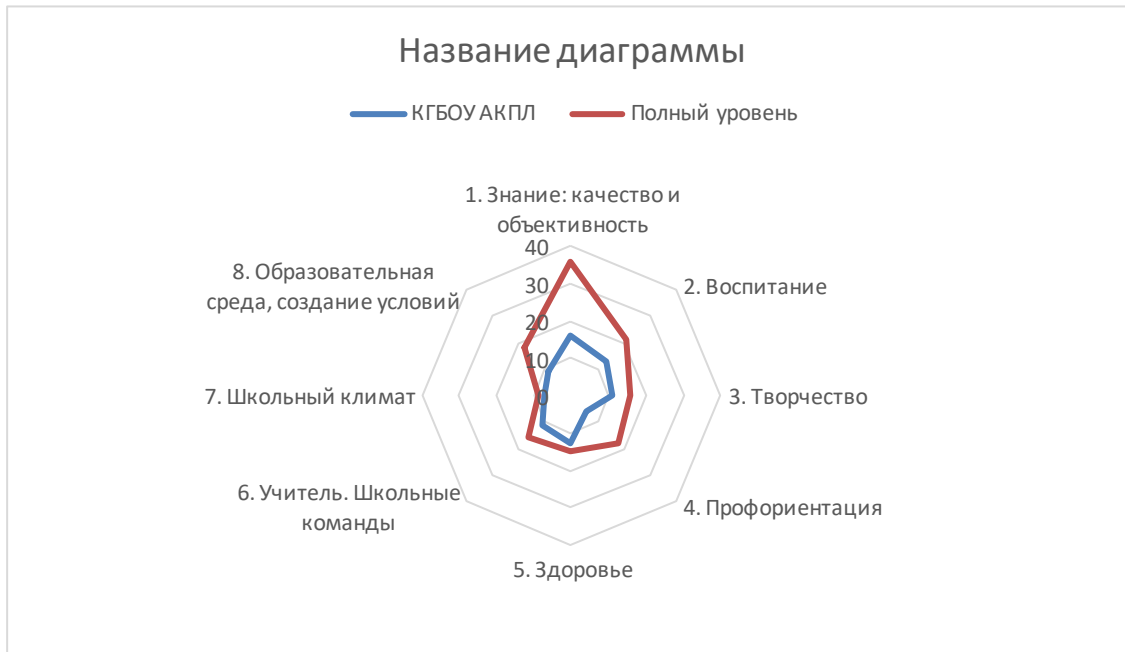 Название диаграммы
КГБОУ АКПЛ
Полный уровень
1. Знание: качество и
объективность
2. Воспитание
3. Творчество
4. Профориентация
5. Здоровье
6. Учитель. Школьные
команды
7. Школьный климат
8. Образовательная
среда, создание условий
40
30
20
10
0